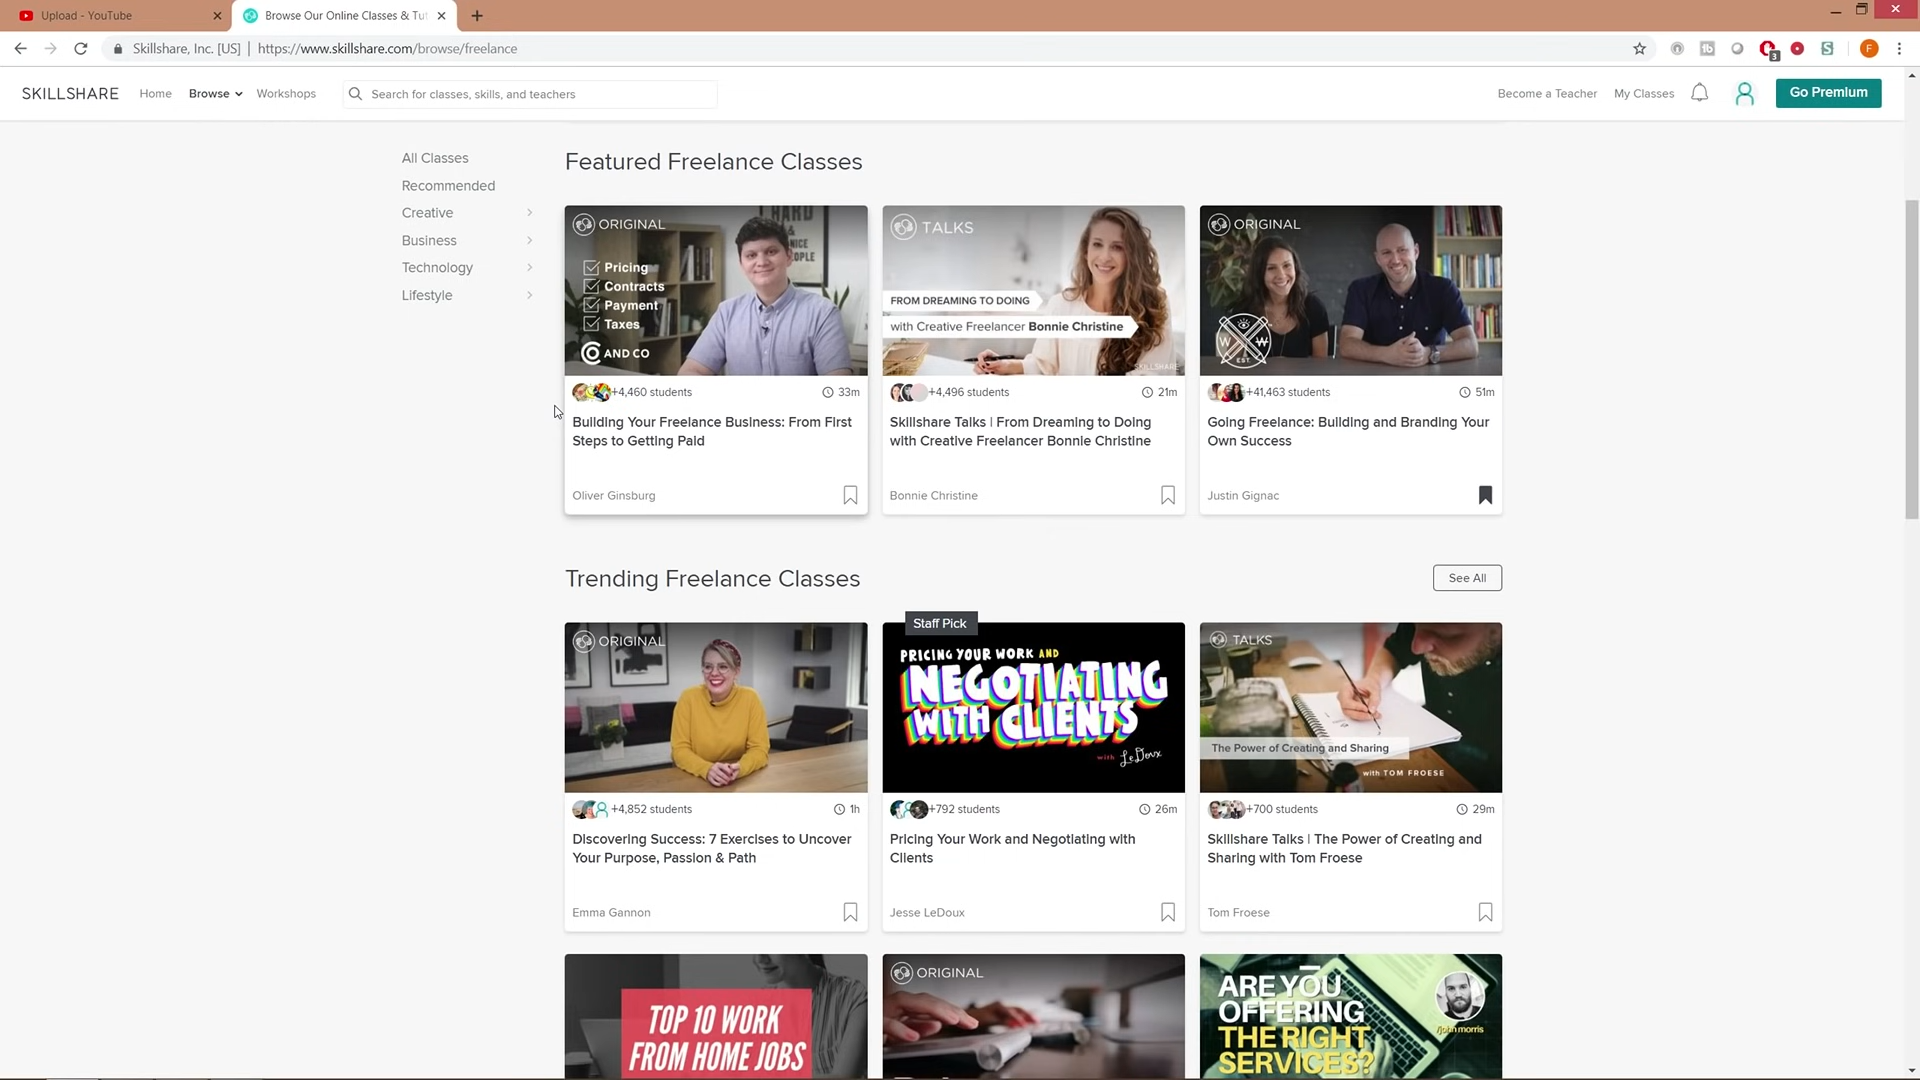 Upload - YouTube
Browse Our Online Classes & Tut
Skillshare, Inc. [US] | https://www.skillshare.com/browse/freelance
3
F
SKILLSHARE
Home
Browse
Workshops
Search for classes, skills, and teachers
Become a Teacher
My Classes
Go Premium
All Classes
Recommended
Creative
Business
Technology
Lifestyle
Featured Freelance Classes
ORIGINAL
Pricing
Contracts
Payment
Taxes
AND CO
+4,460 students
33m
Building Your Freelance Business: From First
Steps to Getting Paid
Oliver Ginsburg
TALKS
FROM DREAMING TO DOING
with Creative Freelancer Bonnie Christine
SKILLSHARE
+4,496 students
21m
Skillshare Talks | From Dreaming to Doing
with Creative Freelancer Bonnie Christine
Bonnie Christine
ORIGINAL
W W
EST.
+41,463 students
51m
Going Freelance: Building and Branding Your
Own Success
Justin Gignac
Trending Freelance Classes
See All
ORIGINAL
+4,852 students
1h
Discovering Success: 7 Exercises to Uncover
Your Purpose, Passion & Path
Emma Gannon
Staff Pick
PRICING YOUR WORK AND
NEGOTIATING
WITH CLIENTS
with LeDoux
+792 students
26m
Pricing Your Work and Negotiating with
Clients
Jesse LeDoux
TALKS
The Power of Creating and Sharing
with TOM FROESE
+700 students
29m
Skillshare Talks | The Power of Creating and
Sharing with Tom Froese
Tom Froese
TOP 10 WORK
FROM HOME JOBS
ORIGINAL
ARE YOU
OFFERING
THE RIGHT
SERVICES?
/john morris